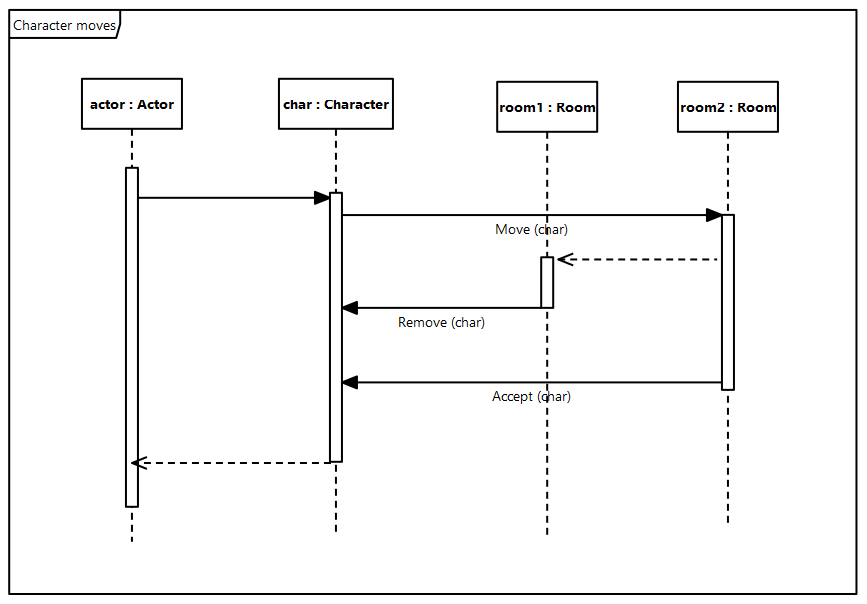 Character moves
actor : Actor
char : Character
room1 : Room
room2 : Room
Move (char)
Remove (char)
Accept (char)